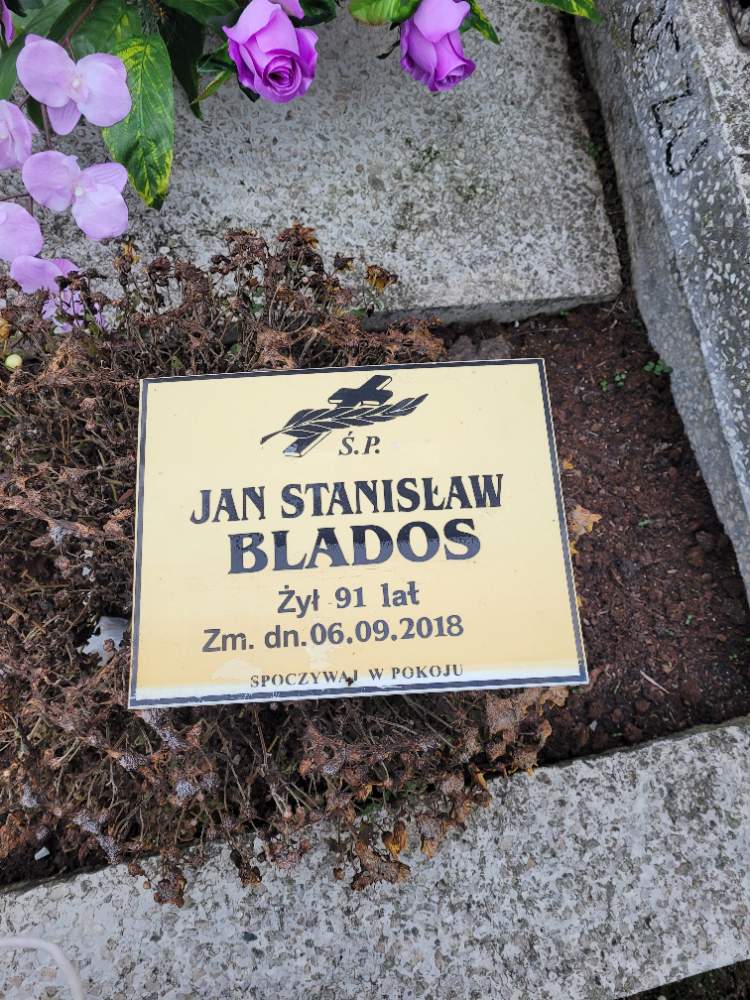 Ś.P.
JAN STANISŁAW
BLADOS
Żył 91 lat
Zm. dn. 06.09.2018
SPOCZYWAJ W POKOJU